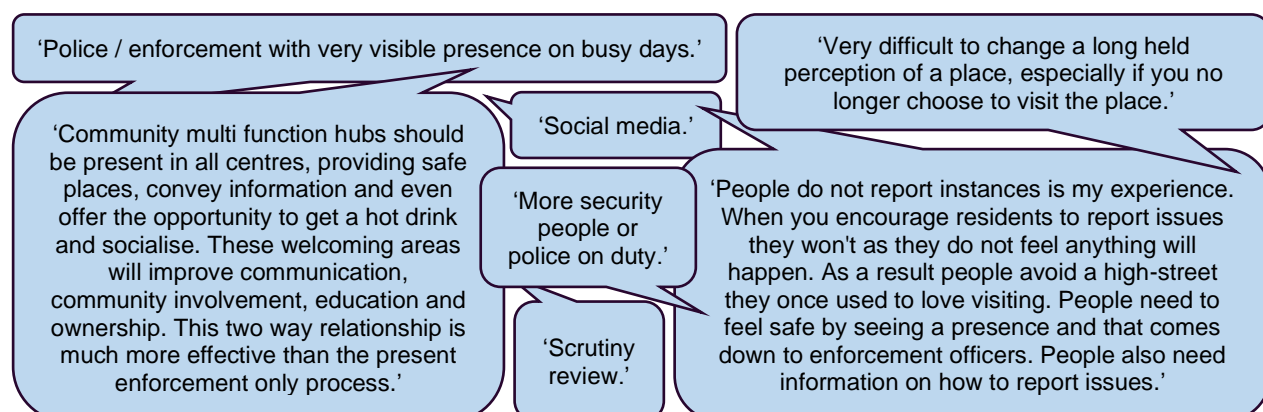 ‘Police / enforcement with very visible presence on busy days.’
‘Very difficult to change a long held
perception of a place, especially if you no
longer choose to visit the place.’
‘Community multi function hubs should
be present in all centres, providing safe
places, convey information and even
offer the opportunity to get a hot drink
and socialise. These welcoming areas
will improve communication,
community involvement, education and
ownership. This two way relationship is
much more effective than the present
enforcement only process.’
‘Social media.’
‘More security
people or
police on duty.’
‘Scrutiny
review.’
‘People do not report instances is my experience.
When you encourage residents to report issues
they won't as they do not feel anything will
happen. As a result people avoid a high-street
they once used to love visiting. People need to
feel safe by seeing a presence and that comes
down to enforcement officers. People also need
information on how to report issues.’